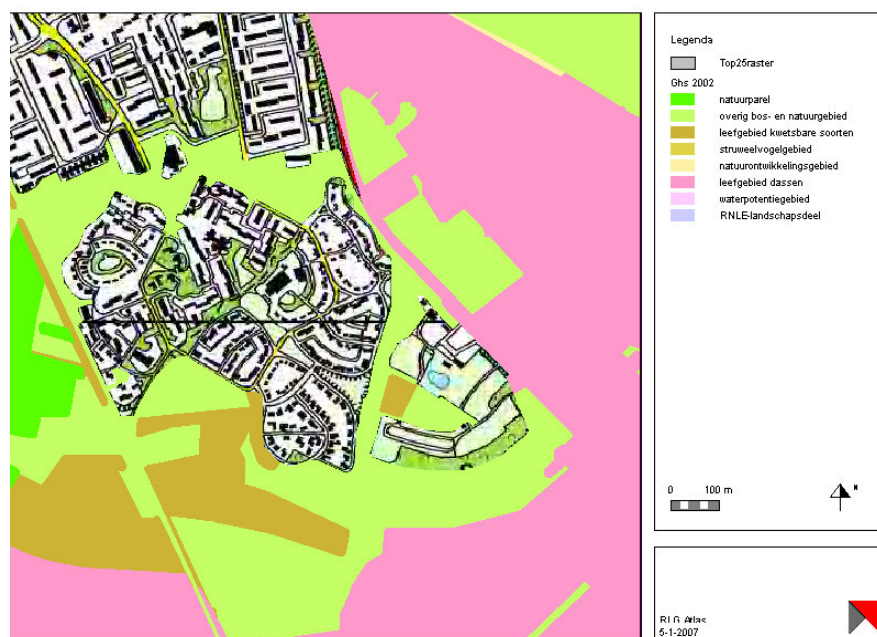 Legenda
Top25raster
Ghs 2002
natuurparel
overig bos- en natuurgebied
leefgebied kwetsbare soorten
struweelvogelgebied
natuurontwikkelingsgebied
leefgebied dassen
waterpotentiegebied
RNLE-landschapsdeel
0 100 m
N
RLG Atlas
5-1-2007